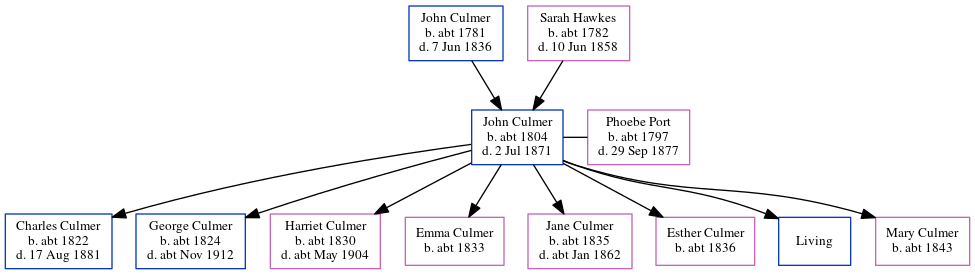 John Culmer
b. abt 1781
d. 7 Jun 1836
Sarah Hawkes
b. abt 1782
d. 10 Jun 1858
John Culmer
b. abt 1804
d. 2 Jul 1871
Phoebe Port
b. abt 1797
d. 29 Sep 1877
Charles Culmer
b. abt 1822
d. 17 Aug 1881
George Culmer
b. abt 1824
d. abt Nov 1912
Harriet Culmer
b. abt 1830
d. abt May 1904
Emma Culmer
b. abt 1833
Jane Culmer
b. abt 1835
d. abt Jan 1862
Esther Culmer
b. abt 1836
Living
Mary Culmer
b. abt 1843